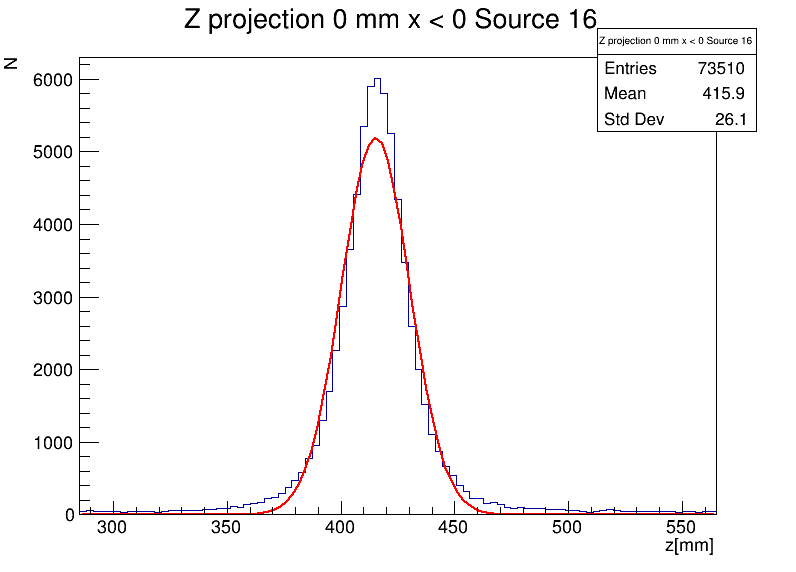 Z projection 0 mm x < 0 Source 16
Z projection 0 mm x < 0 Source 16
Entries 73510
Mean 415.9
Std Dev 26.1
N
6000
5000
4000
3000
2000
1000
0
300 350 400 450 500 550
z[mm]